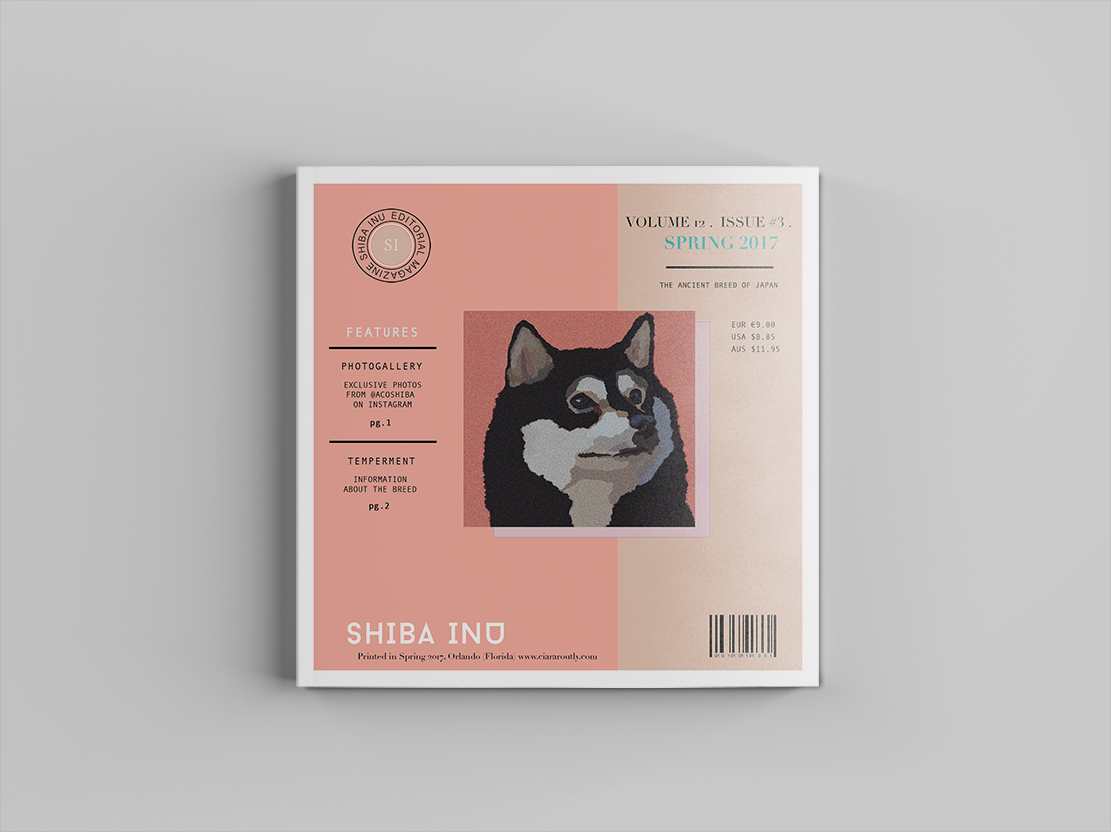 SHIBA INU EDITORIAL MAGAZINE
SI
VOLUME 12 . ISSUE #3 .
SPRING 2017
THE ANCIENT BREED OF JAPAN
EUR €9.00
USA $8.85
AUS $11.95
FEATURES
PHOTOGALLERY
EXCLUSIVE PHOTOS
FROM @ACOSHIBA
ON INSTAGRAM
pg.1
TEMPERMENT
INFORMATION
ABOUT THE BREED
pg.2
SHIBA INU
Printed in Spring 2017, Orlando (Florida) www.ciararoutly.com